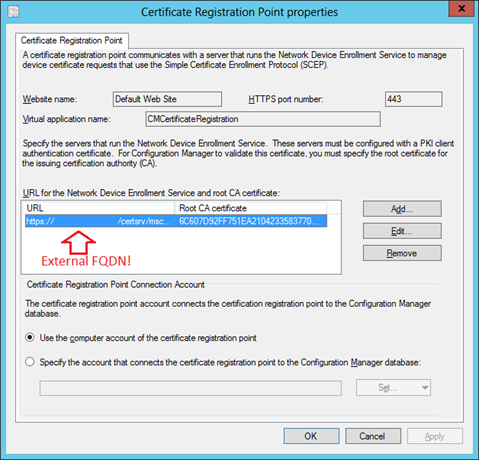 Certificate Registration Point properties
Certificate Registration Point
A certificate registration point communicates with a server that runs the Network Device Enrollment Service to manage
device certificate requests that use the Simple Certificate Enrollment Protocol (SCEP).
Website name:
Default Web Site
HTTPS port number:
443
Virtual application name:
CMCertificateRegistration
Specify the servers that run the Network Device Enrollment Service. These servers must be configured with a PKI client
authentication certificate. For Configuration Manager to validate this certificate, you must specify the root certificate for
the issuing certification authority (CA).
URL for the Network Device Enrollment Service and root CA certificate:
URL
Root CA certificate
https://
/certsrv/msc...
6C607D92FF751EA2104233583770...
External FQDN!
Add...
Edit...
Remove
Certificate Registration Point Connection Account
The certificate registration point account connects the certification registration point to the Configuration Manager
database.
Use the computer account of the certificate registration point
Specify the account that connects the certificate registration point to the Configuration Manager database:
Set...
OK
Cancel
Apply